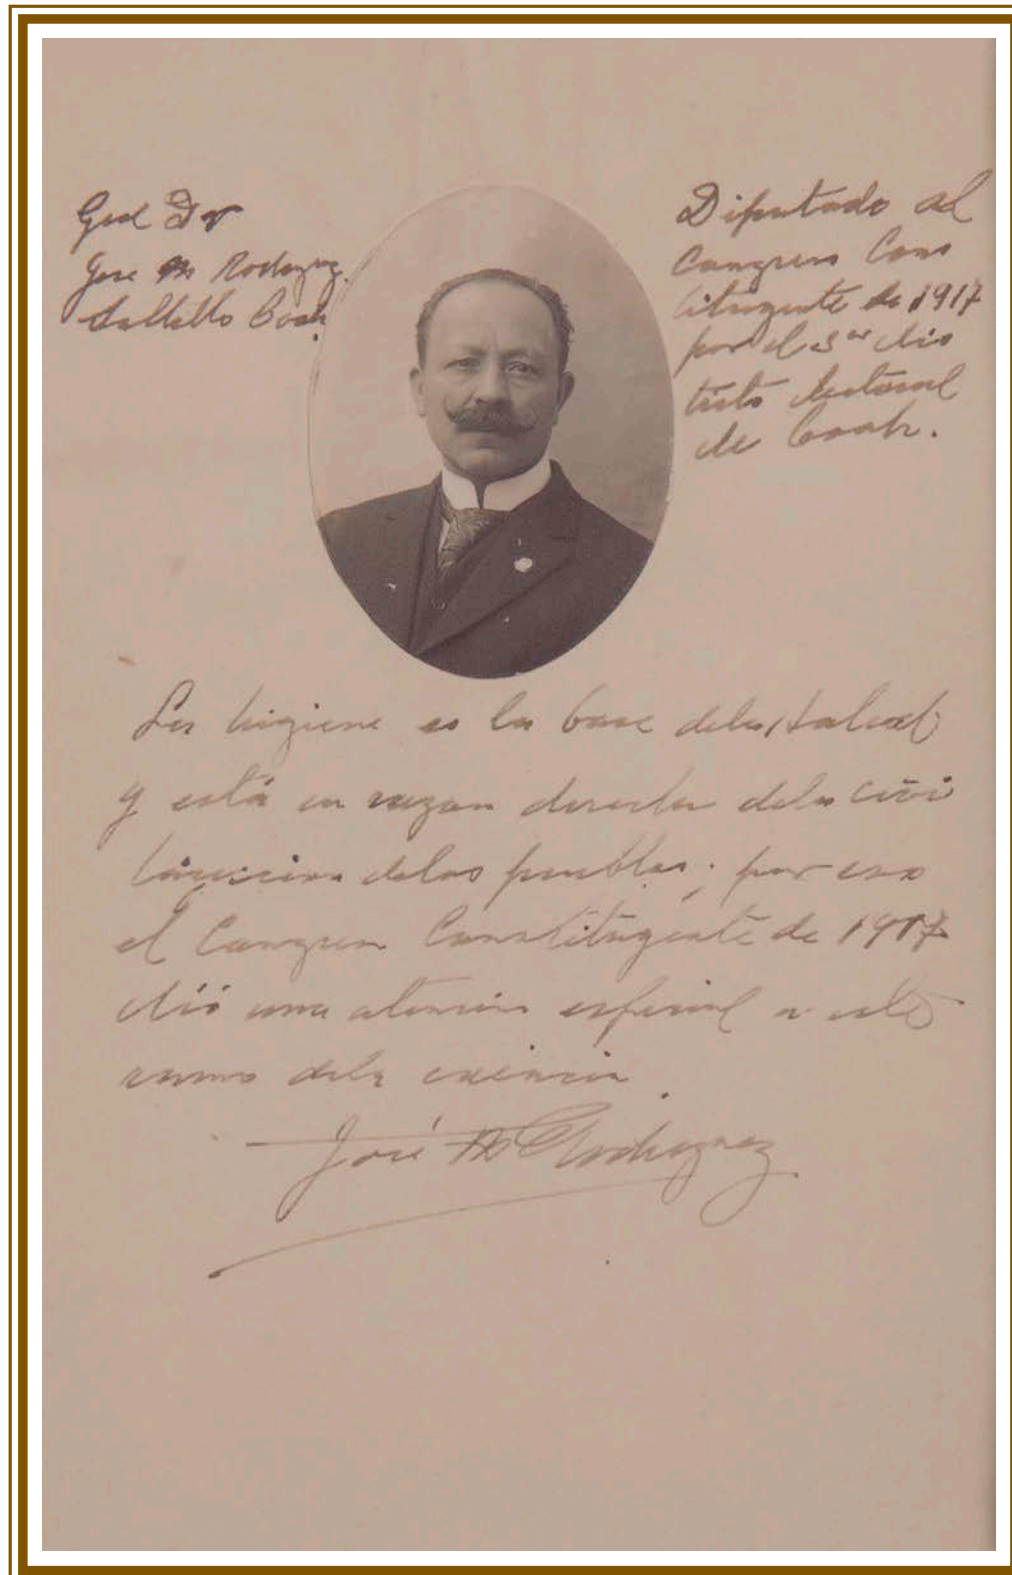 Gral Dr
Jose M Rodrgez.
Saltillo Coah.
Diputado al
Congreso Cons
tituyente de 1917
por el 3er dis
trito electoral
de Coah.
La higiene es la base dela salud
y está en razon directa dela civi
lización delos pueblos; por eso
el Congreso Constituyente de 1917
dió una atencion especial a este
ramo dela ciencia.
José M Rodriguez